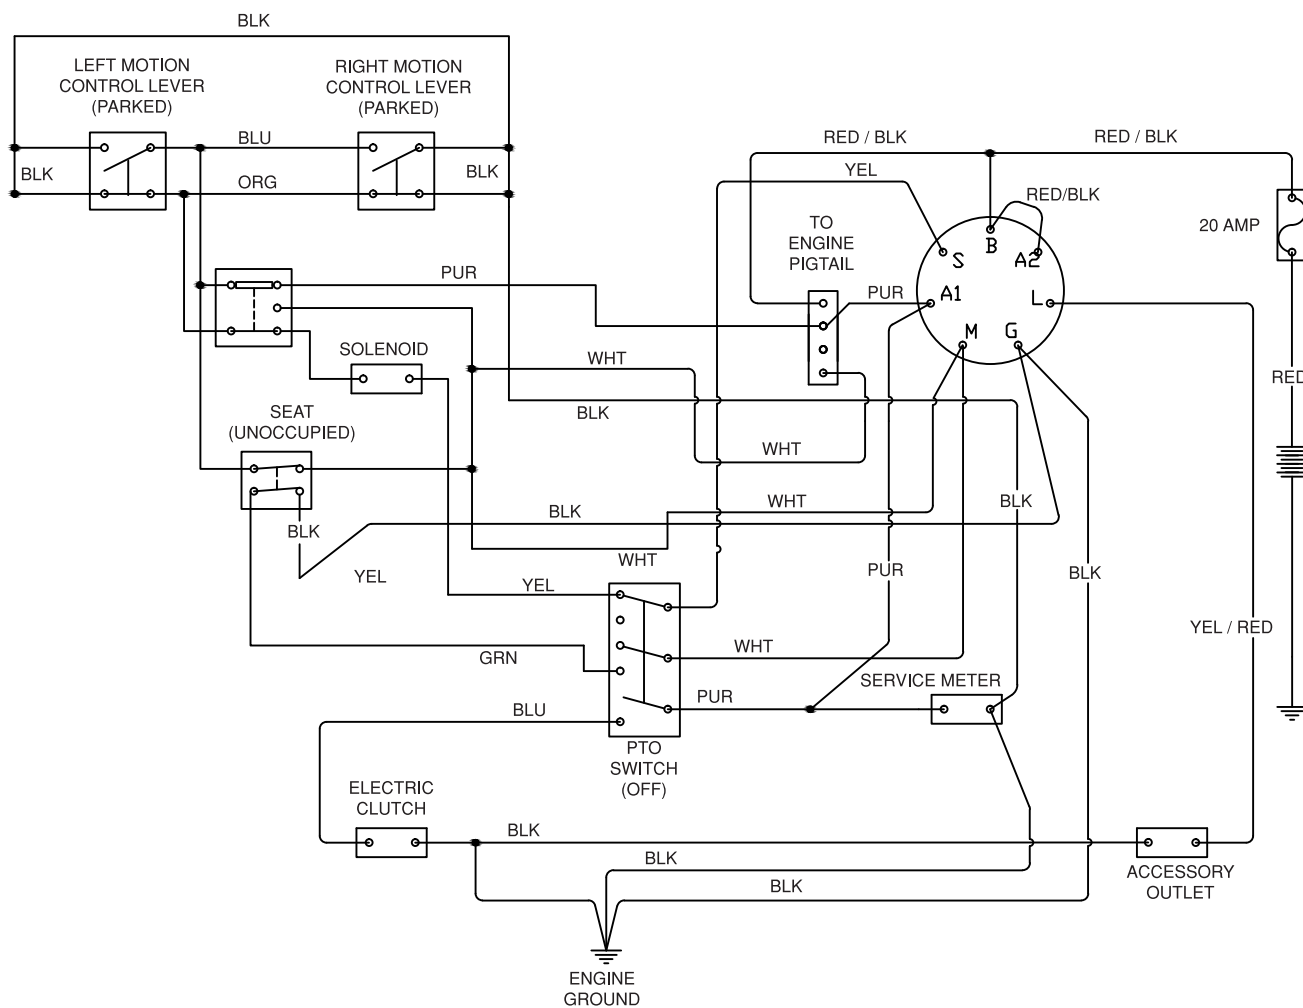 BLK
LEFT MOTION
CONTROL LEVER
(PARKED)
RIGHT MOTION
CONTROL LEVER
(PARKED)
BLU
BLK
ORG
BLK
RED / BLK
RED / BLK
YEL
RED/BLK
TO
ENGINE
PIGTAIL
20 AMP
B
S
A2
A1
L
M
G
PUR
PUR
SOLENOID
WHT
RED
BLK
SEAT
(UNOCCUPIED)
WHT
WHT
BLK
BLK
BLK
WHT
YEL
YEL
PUR
BLK
YEL / RED
GRN
WHT
SERVICE METER
PUR
BLU
PTO
SWITCH
(OFF)
ELECTRIC
CLUTCH
BLK
BLK
BLK
ACCESSORY
OUTLET
ENGINE
GROUND